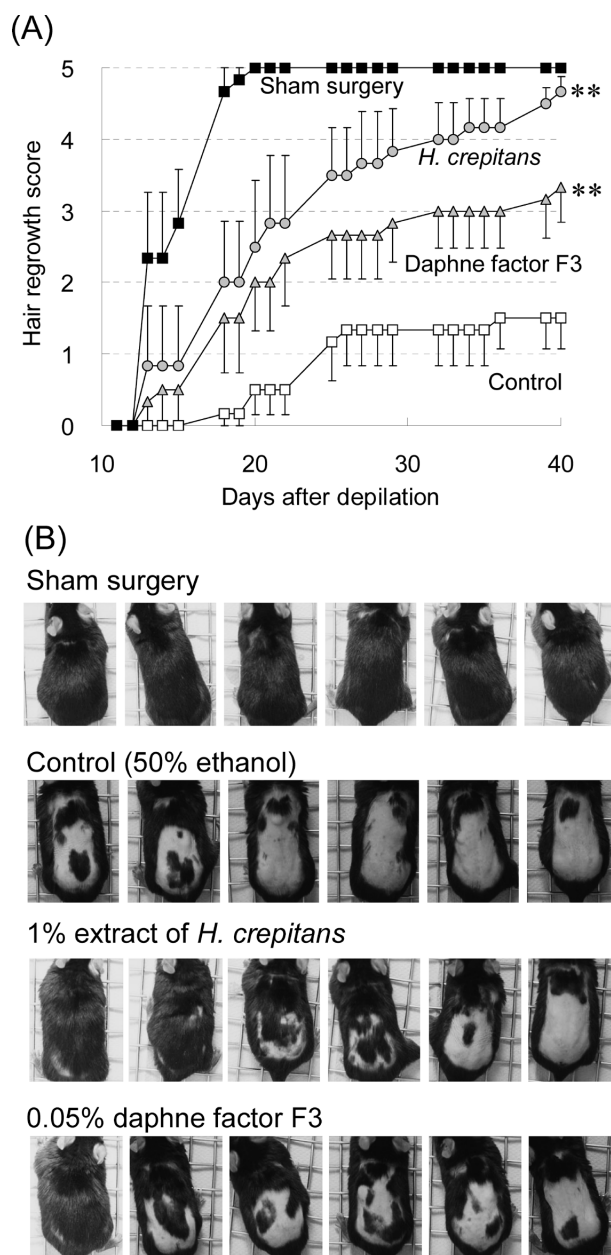 (A)
5
4
3
2
1
0
Hair regrowth score
Sham surgery
**
H. crepitans
**
Daphne factor F3
Control
10 20 30 40
Days after depilation
(B)
Sham surgery
Control (50% ethanol)
1% extract of H. crepitans
0.05% daphne factor F3